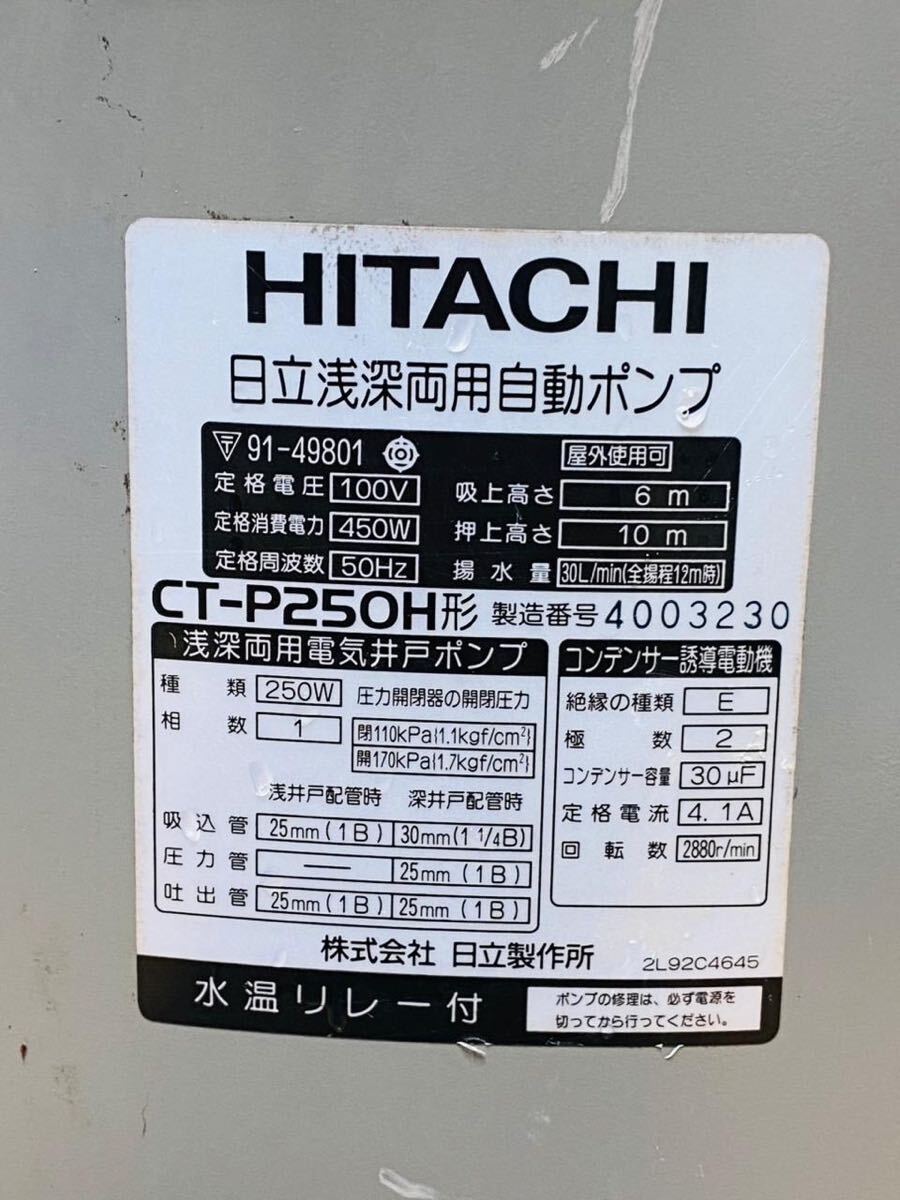 HITACHI
日立浅深両用自動ポンプ
〒 91-49801 屋外使用可
定格電圧 100V 吸上高さ 6 m
定格消費電力 450W 押上高さ 10 m
定格周波数 50Hz 揚水量 30L/min(全揚程12m時)
CT-P250H形 製造番号 4003230
浅深両用電気井戸ポンプ
種類 250W 圧力開閉器の開閉圧力
相数 1 閉110kPa{1.1kgf/cm²}
開170kPa{1.7kgf/cm²}
浅井戸配管時 深井戸配管時
吸込管 25mm(1B) 30mm(1 1/4B)
圧力管 — 25mm(1B)
吐出管 25mm(1B) 25mm(1B)
コンデンサー誘導電動機
絶縁の種類 E
極数 2
コンデンサー容量 30μF
定格電流 4.1A
回転数 2880r/min
株式会社 日立製作所 2L92C4645
水温リレー付
ポンプの修理は、必ず電源を
切ってから行ってください。